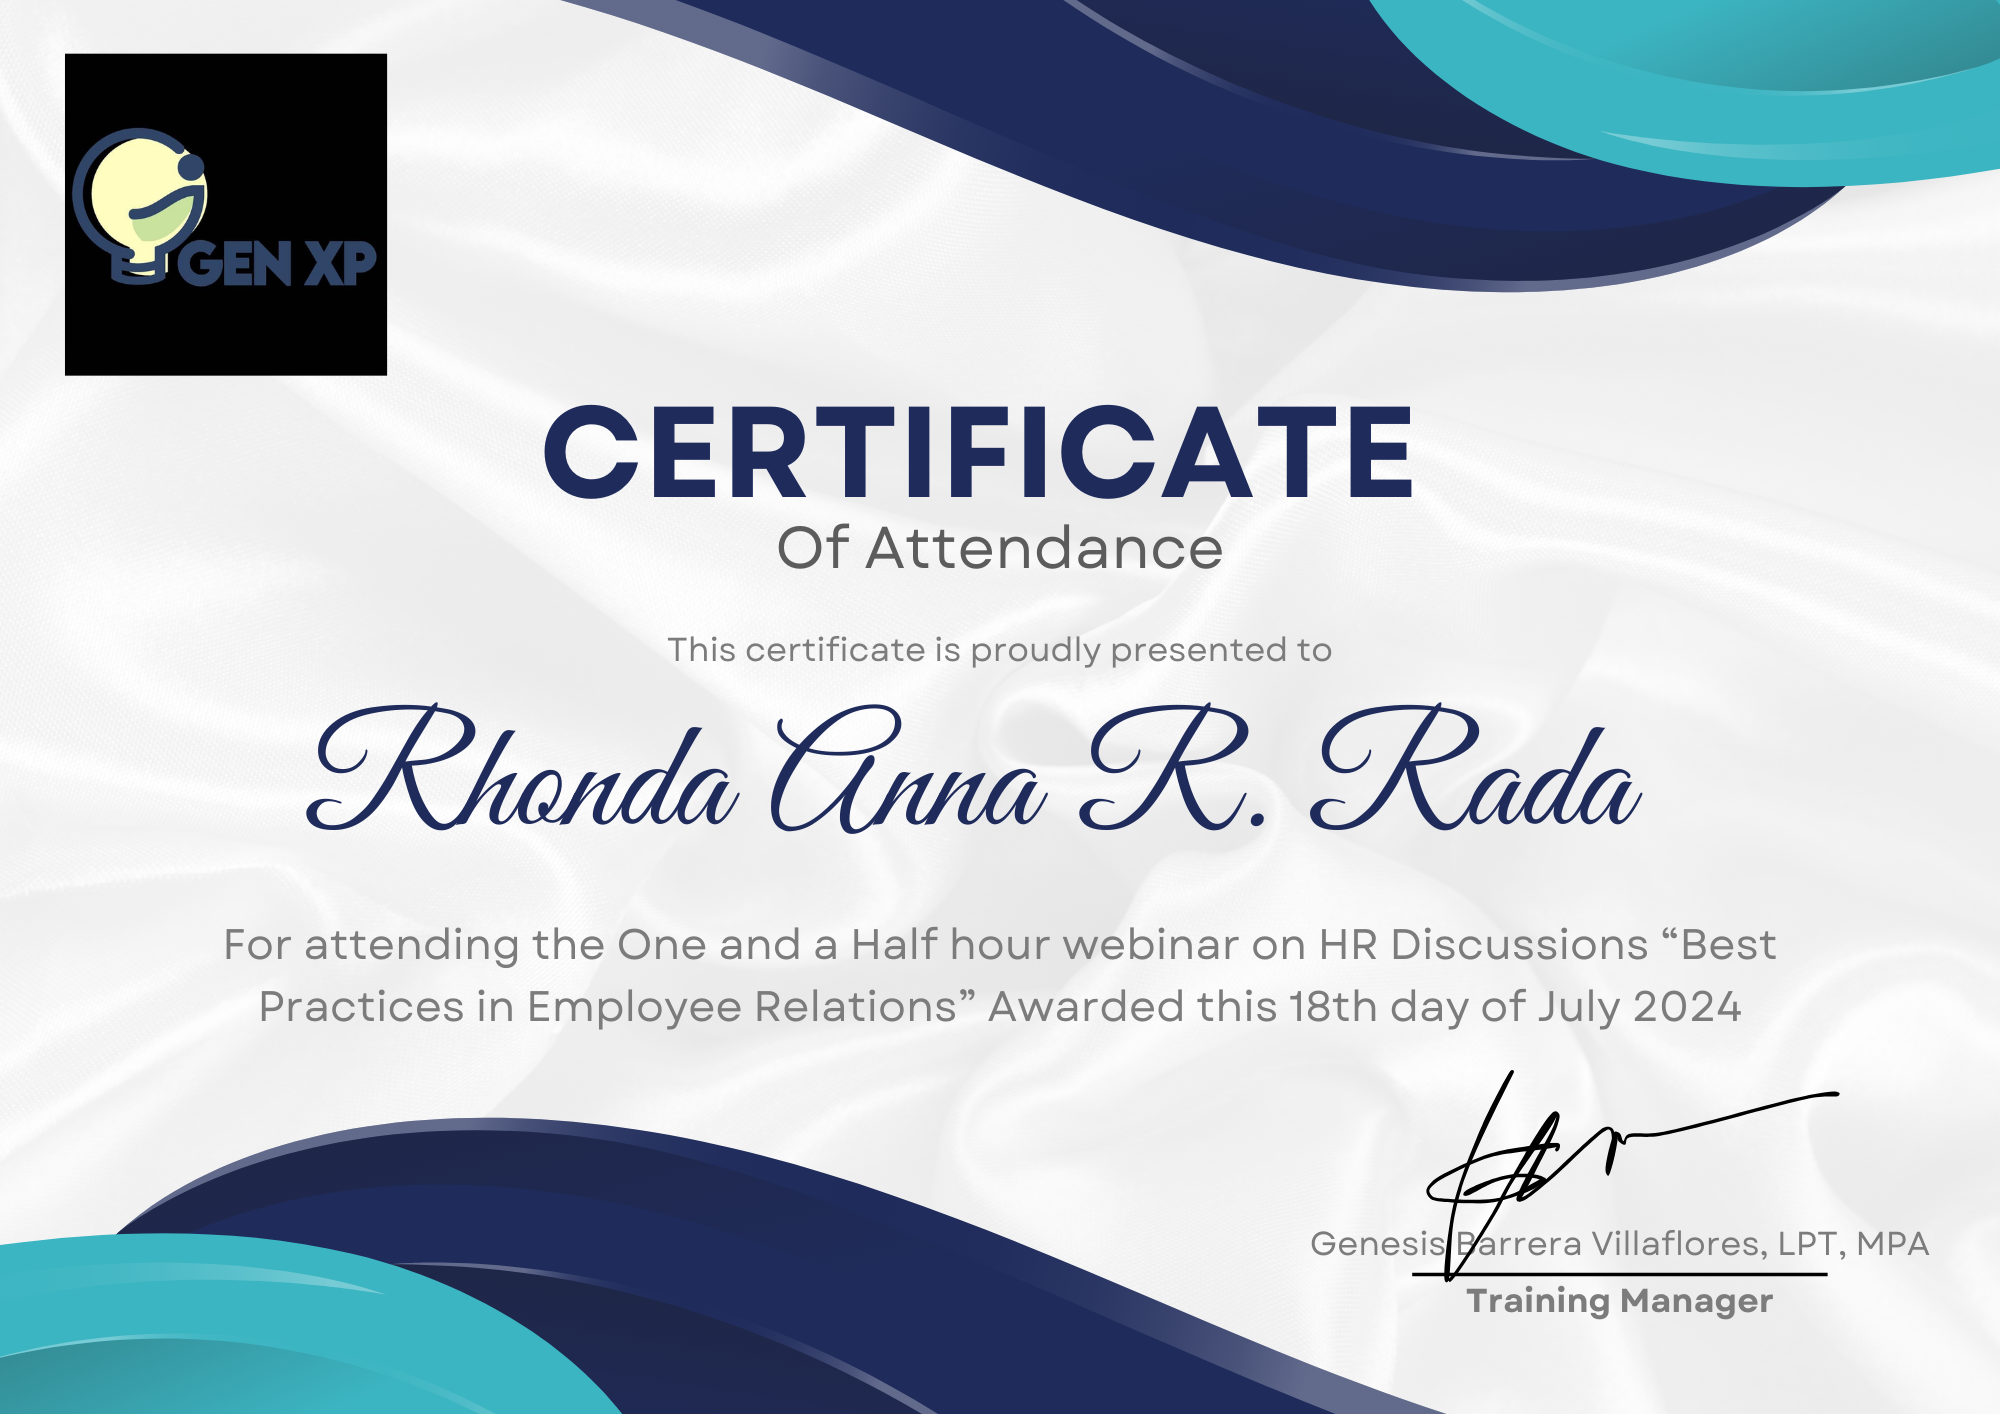 GEN XP
CERTIFICATE
Of Attendance
This certificate is proudly presented to
Rhonda Anna R. Rada
For attending the One and a Half hour webinar on HR Discussions “Best
Practices in Employee Relations” Awarded this 18th day of July 2024
Genesis Barrera Villaflores, LPT, MPA
Training Manager